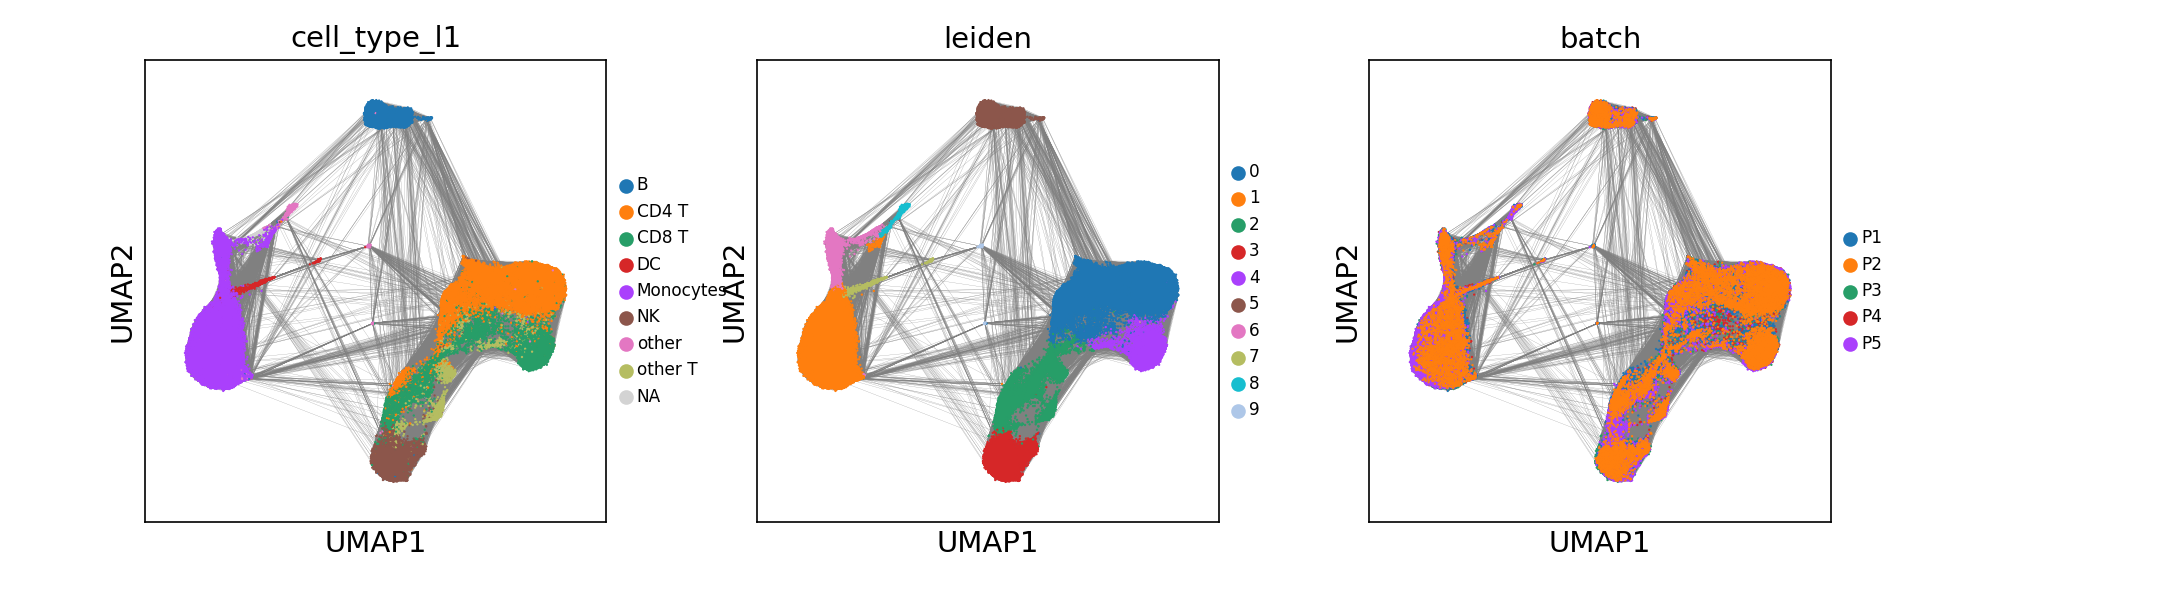 cell_type_l1
UMAP2
UMAP1
B
CD4 T
CD8 T
DC
Monocytes
NK
other
other T
NA
leiden
UMAP2
UMAP1
0
1
2
3
4
5
6
7
8
9
batch
UMAP2
UMAP1
P1
P2
P3
P4
P5